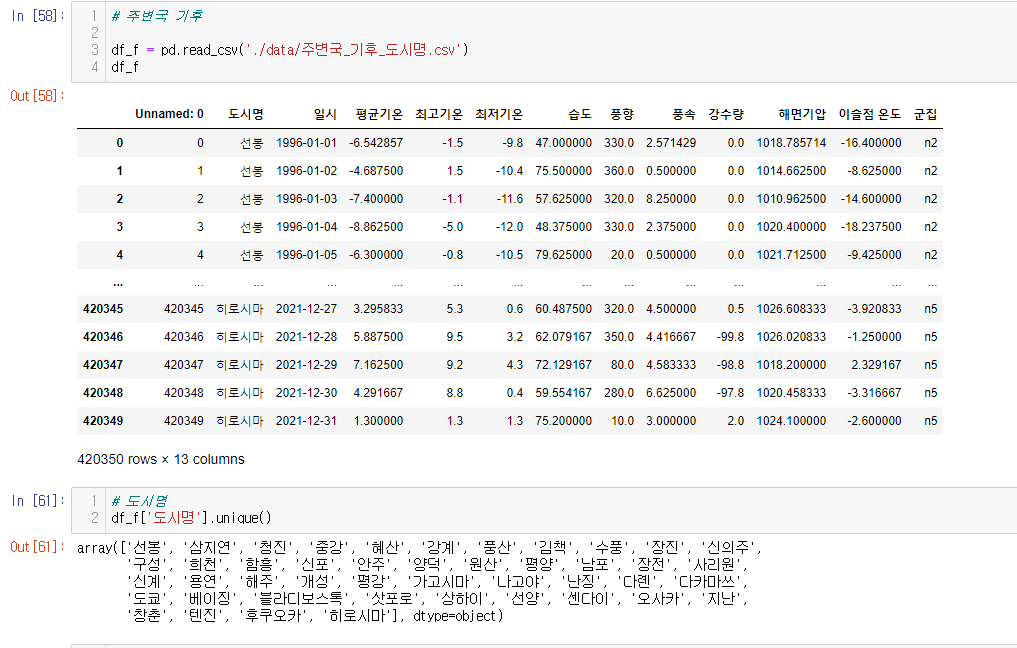 In [58]:
1 # 주변국 기후
2
3 df_f = pd.read_csv('./data/주변국_기후_도시명.csv')
4 df_f
Out[58]:
Unnamed: 0 도시명 일시 평균기온 최고기온 최저기온 습도 풍향 풍속 강수량 해면기압 이슬점 온도 군집
0 0 선봉 1996-01-01 -6.542857 -1.5 -9.8 47.000000 330.0 2.571429 0.0 1018.785714 -16.400000 n2
1 1 선봉 1996-01-02 -4.687500 1.5 -10.4 75.500000 360.0 0.500000 0.0 1014.662500 -8.625000 n2
2 2 선봉 1996-01-03 -7.400000 -1.1 -11.6 57.625000 320.0 8.250000 0.0 1010.962500 -14.600000 n2
3 3 선봉 1996-01-04 -8.862500 -5.0 -12.0 48.375000 330.0 2.375000 0.0 1020.400000 -18.237500 n2
4 4 선봉 1996-01-05 -6.300000 -0.8 -10.5 79.625000 20.0 0.500000 0.0 1021.712500 -9.425000 n2
... ... ... ... ... ... ... ... ... ... ... ... ... ...
420345 420345 히로시마 2021-12-27 3.295833 5.3 0.6 60.487500 320.0 4.500000 0.5 1026.608333 -3.920833 n5
420346 420346 히로시마 2021-12-28 5.887500 9.5 3.2 62.079167 350.0 4.416667 -99.8 1026.020833 -1.250000 n5
420347 420347 히로시마 2021-12-29 7.162500 9.2 4.3 72.129167 80.0 4.583333 -98.8 1018.200000 2.329167 n5
420348 420348 히로시마 2021-12-30 4.291667 8.8 0.4 59.554167 280.0 6.625000 -97.8 1020.458333 -3.316667 n5
420349 420349 히로시마 2021-12-31 1.300000 1.3 1.3 75.200000 10.0 3.000000 2.0 1024.100000 -2.600000 n5
420350 rows × 13 columns
In [61]:
1 # 도시명
2 df_f['도시명'].unique()
Out[61]:
array(['선봉', '삼지연', '청진', '중강', '혜산', '강계', '풍산', '김책', '수풍', '장진', '신의주',
'구성', '희천', '함흥', '신포', '안주', '양덕', '원산', '평양', '남포', '장전', '사리원',
'신계', '용연', '해주', '개성', '평강', '가고시마', '나고야', '난징', '다롄', '다카마쓰',
'도쿄', '베이징', '블라디보스톡', '삿포로', '상하이', '선양', '센다이', '오사카', '지난',
'창춘', '톈진', '후쿠오카', '히로시마'], dtype=object)